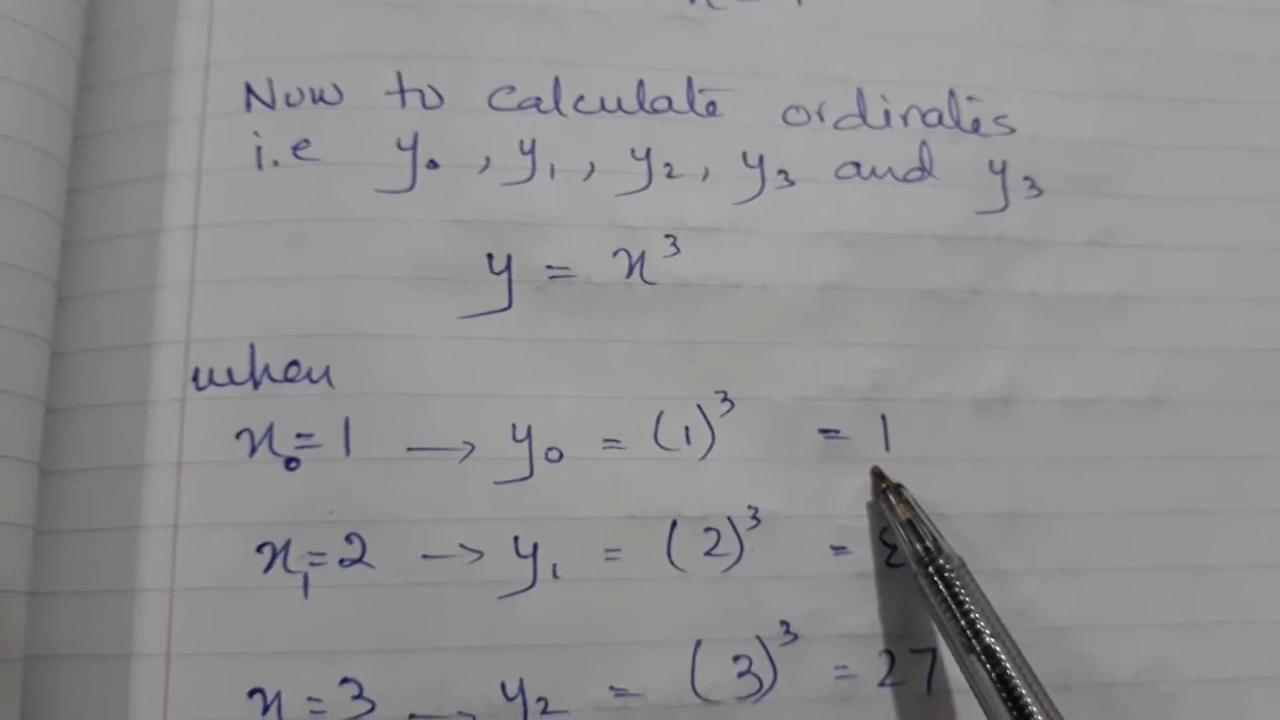 Now to calculate ordinates
i.e y₀, y₁, y₂, y₃ and y₃
y = x³
when
x₀ = 1 → y₀ = (1)³ = 1
x₁ = 2 → y₁ = (2)³ =
x = 3 → y₂ = (3)³ = 27